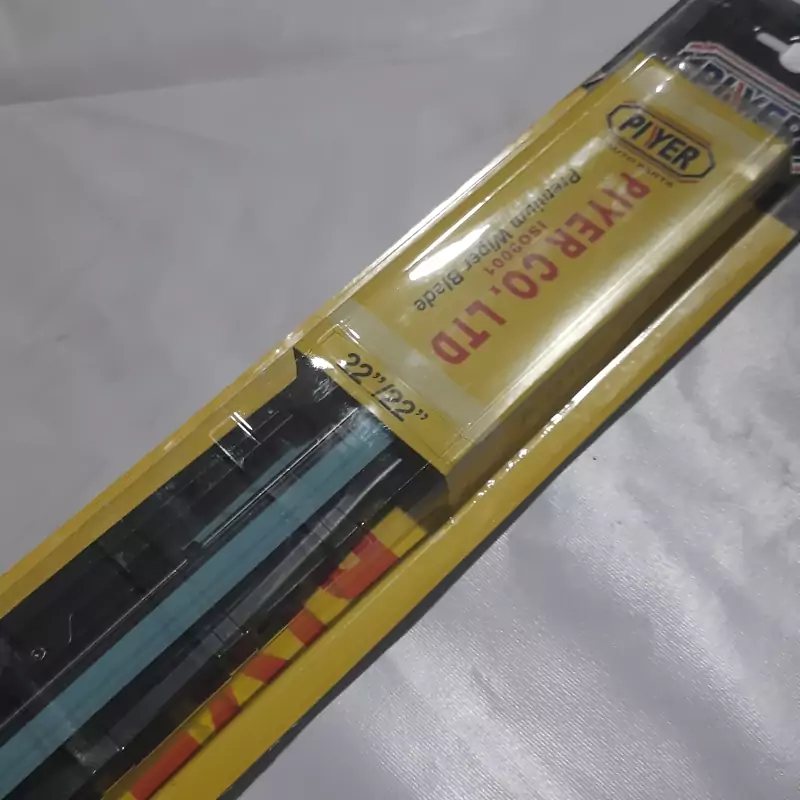 PIYER
PIYER
AUTO PARTS
PIYER CO., LTD
ISO9001
Premium Wiper Blade
22”/22”